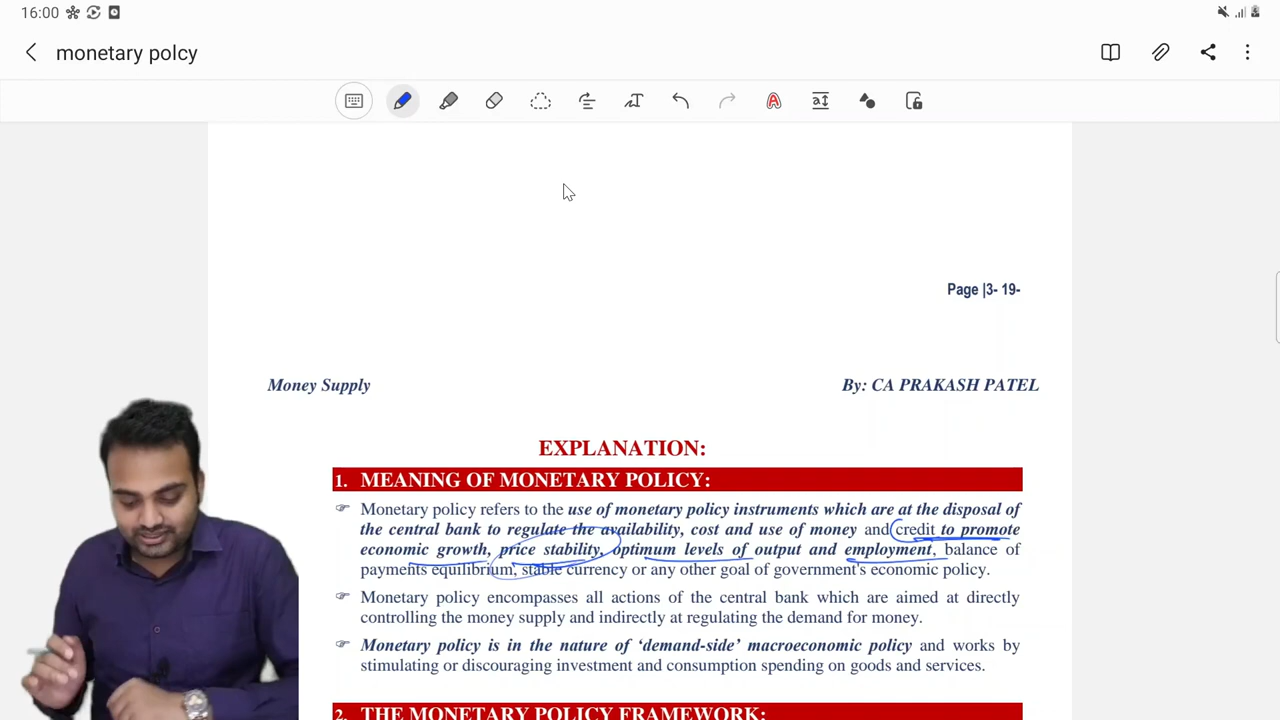 16:00
monetary polcy
Page |3- 19-
Money Supply By: CA PRAKASH PATEL
EXPLANATION:
1. MEANING OF MONETARY POLICY:
Monetary policy refers to the use of monetary policy instruments which are at the disposal of
the central bank to regulate the availability, cost and use of money and credit to promote
economic growth, price stability, optimum levels of output and employment, balance of
payments equilibrium, stable currency or any other goal of government's economic policy.
Monetary policy encompasses all actions of the central bank which are aimed at directly
controlling the money supply and indirectly at regulating the demand for money.
Monetary policy is in the nature of ‘demand-side’ macroeconomic policy and works by
stimulating or discouraging investment and consumption spending on goods and services.
2. THE MONETARY POLICY FRAMEWORK: